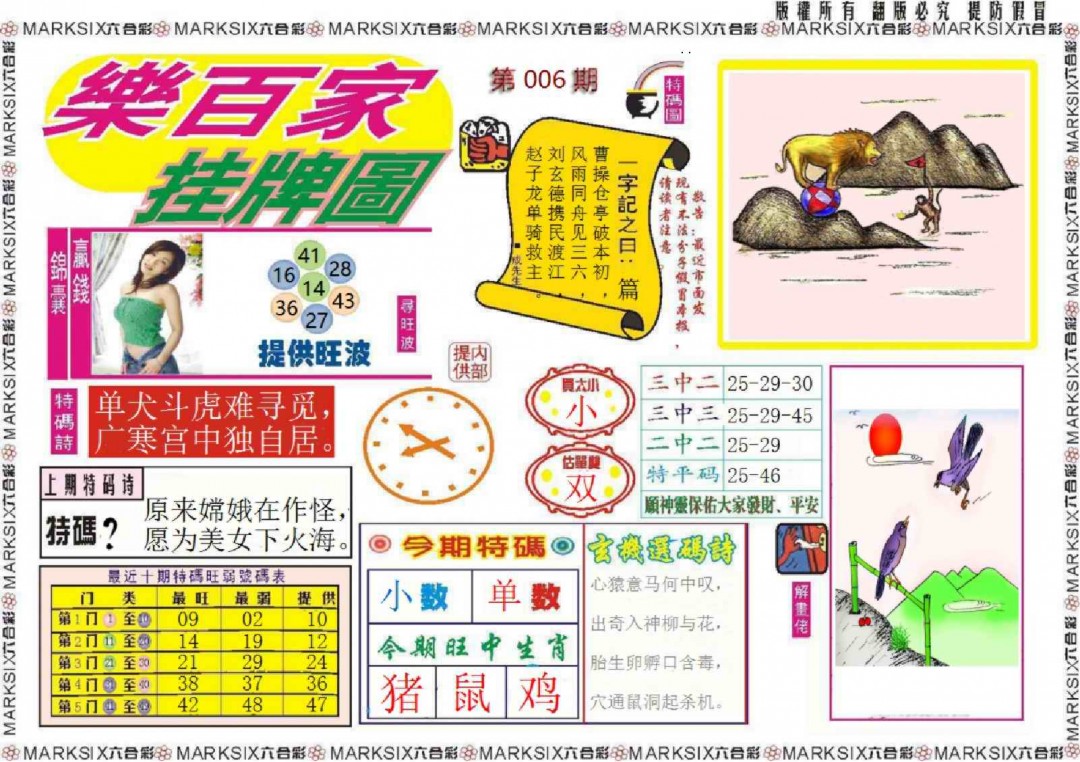 版權所有 翻版必究 提防假冒
MARKSIX六合彩 MARKSIX六合彩 MARKSIX六合彩 MARKSIX六合彩 MARKSIX六合彩 MARKSIX六合彩 MARKSIX六合彩
樂百家
挂牌圖
第 006 期
特碼圖
一字記之曰：篇
曹操仓亭破本初，
风雨同舟见三六，
刘玄德携民渡江，
赵子龙单骑救主。
成先生
敬告：最近市面发
现有不法分子假冒本报，
请读者注意
贏錢
錦囊
41
16
28
14
36
43
27
提供旺波
尋旺波
内部
提供
特碼詩
单犬斗虎难寻觅，
广寒宫中独自居。
買大小
小
估單雙
双
三中二 25-29-30
三中三 25-29-45
二中二 25-29
特平码 25-46
願神靈保佑大家發財、平安
上期特码诗
特碼？
原来嫦娥在作怪，
愿为美女下火海。
最近十期特碼旺弱號碼表
门 类 最旺 最弱 提供
第1门 1至10 09 02 10
第2门 11至20 14 19 12
第3门 21至30 21 29 24
第4门 31至40 38 37 36
第5门 41至49 42 48 47
今期特碼
小数 单数
今期旺中生肖
猪 鼠 鸡
玄機選碼詩
心猿意马何中叹，
出奇入神柳与花，
胎生卵孵口含毒，
穴通鼠洞起杀机。
解畫佬
MARKSIX六合彩 MARKSIX六合彩 MARKSIX六合彩 MARKSIX六合彩 MARKSIX六合彩 MARKSIX六合彩 MARKSIX六合彩